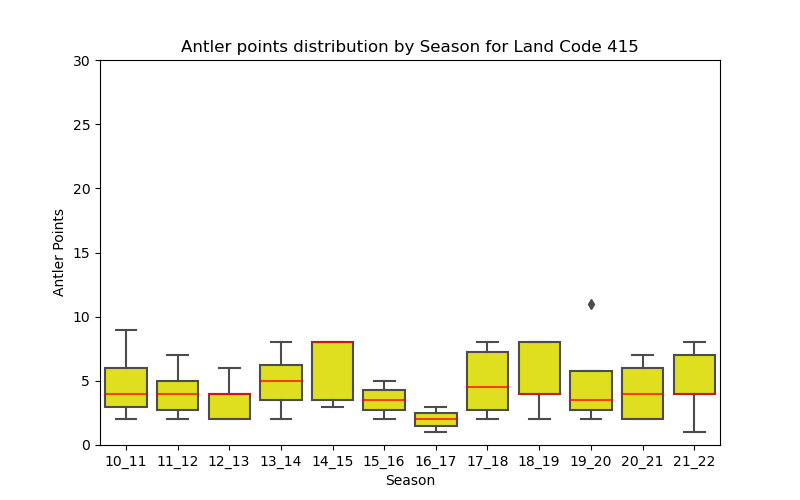 Antler points distribution by Season for Land Code 415
Antler Points
30
25
20
15
10
5
0
10_11 11_12 12_13 13_14 14_15 15_16 16_17 17_18 18_19 19_20 20_21 21_22
Season